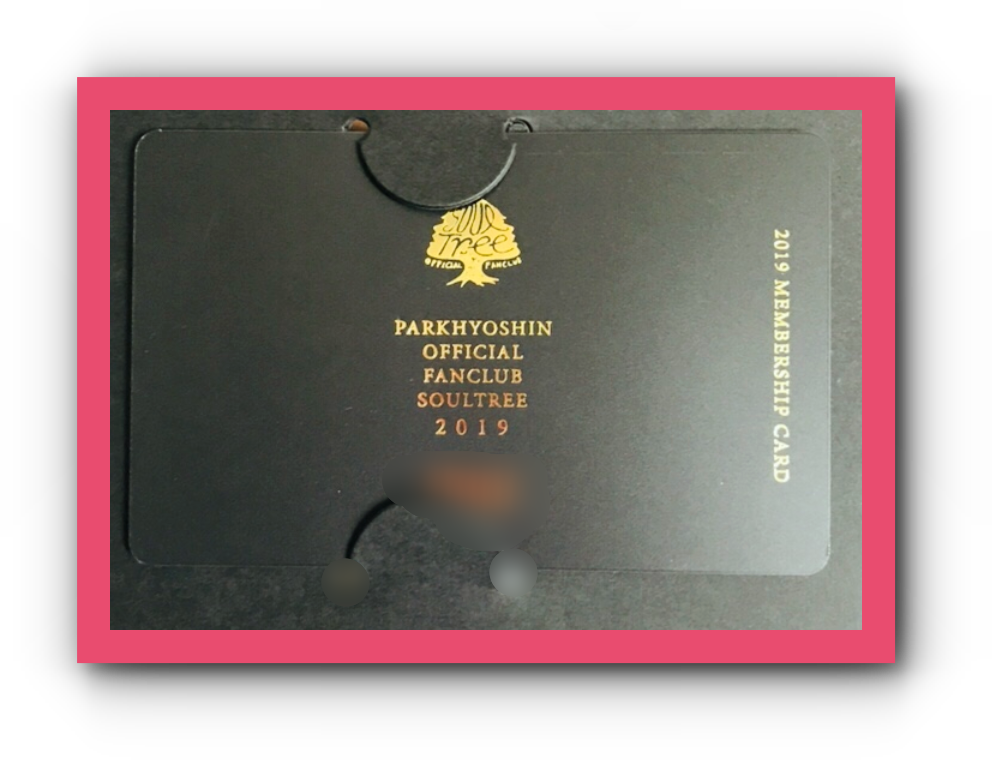 Soul
Tree
OFFICIAL FANCLUB
PARKHYOSHIN
OFFICIAL
FANCLUB
SOULTREE
2019
2019 MEMBERSHIP CARD